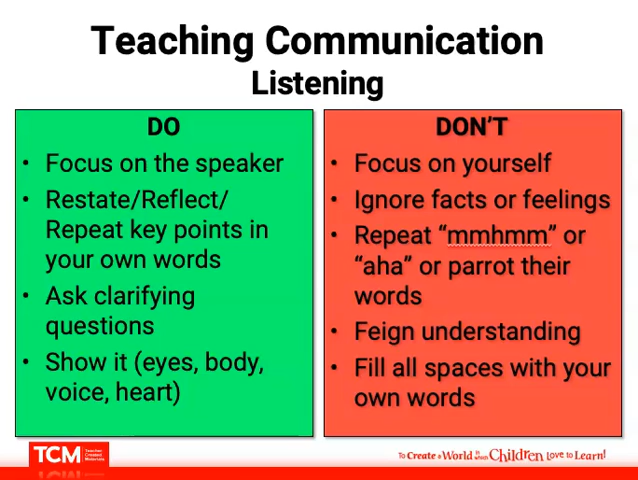 Teaching Communication
Listening
DO
• Focus on the speaker
• Restate/Reflect/
Repeat key points in
your own words
• Ask clarifying
questions
• Show it (eyes, body,
voice, heart)
DON’T
• Focus on yourself
• Ignore facts or feelings
• Repeat “mmhmm” or
“aha” or parrot their
words
• Feign understanding
• Fill all spaces with your
own words
TCM Teacher
Created
Materials
To Create a World in which Children Love to Learn!